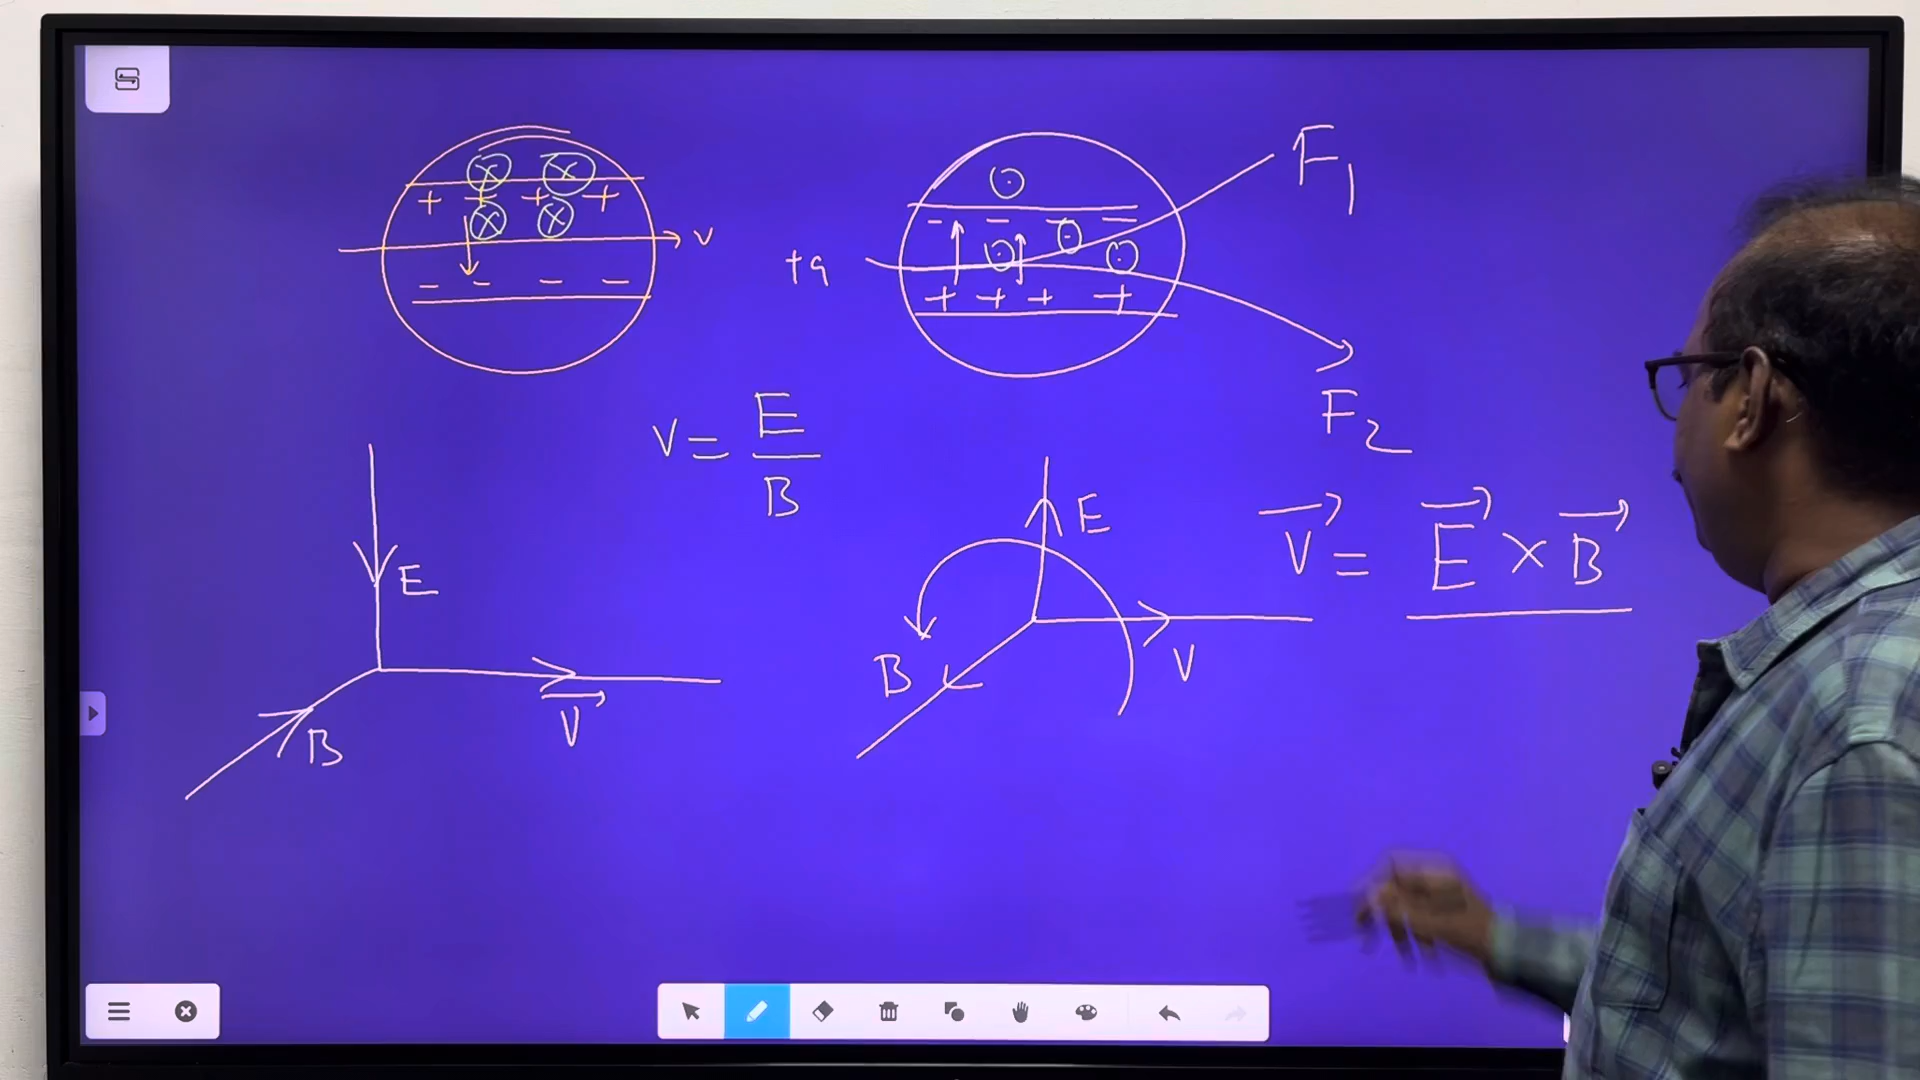 ⊗ ⊗
+ + + +
⊗ ⊗
v
- - - -
⊙
- - - =
⊙ ⊙ ⊙
+q
+ + + +
F₁
F₂
v = E/B
E
B
V⃗
E
B
V
V⃗ = E⃗ × B⃗